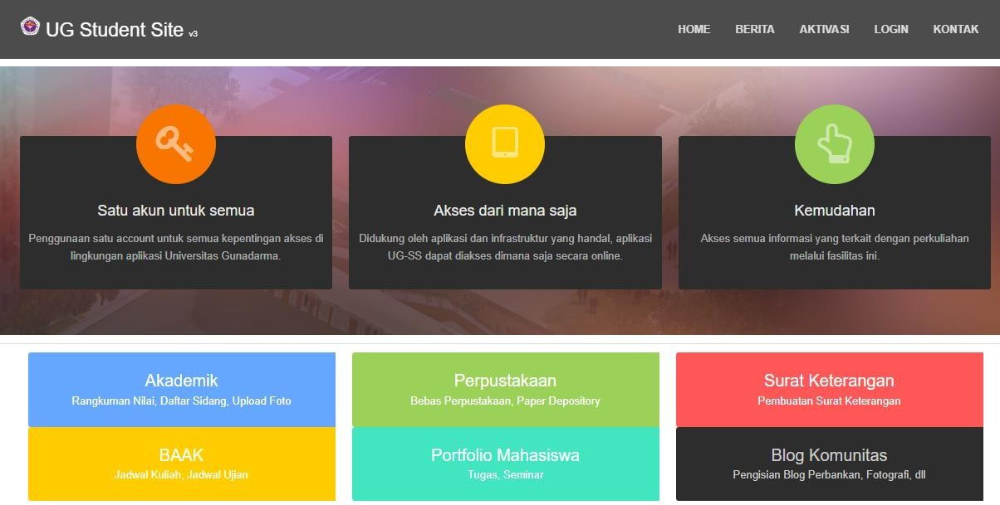 UG Student Site v3
HOME BERITA AKTIVASI LOGIN KONTAK
Satu akun untuk semua
Penggunaan satu account untuk semua kepentingan akses di
lingkungan aplikasi Universitas Gunadarma.
Akses dari mana saja
Didukung oleh aplikasi dan infrastruktur yang handal, aplikasi
UG-SS dapat diakses dimana saja secara online.
Kemudahan
Akses semua informasi yang terkait dengan perkuliahan
melalui fasilitas ini.
Akademik
Rangkuman Nilai, Daftar Sidang, Upload Foto
Perpustakaan
Bebas Perpustakaan, Paper Depository
Surat Keterangan
Pembuatan Surat Keterangan
BAAK
Jadwal Kuliah, Jadwal Ujian
Portfolio Mahasiswa
Tugas, Seminar
Blog Komunitas
Pengisian Blog Perbankan, Fotografi, dll